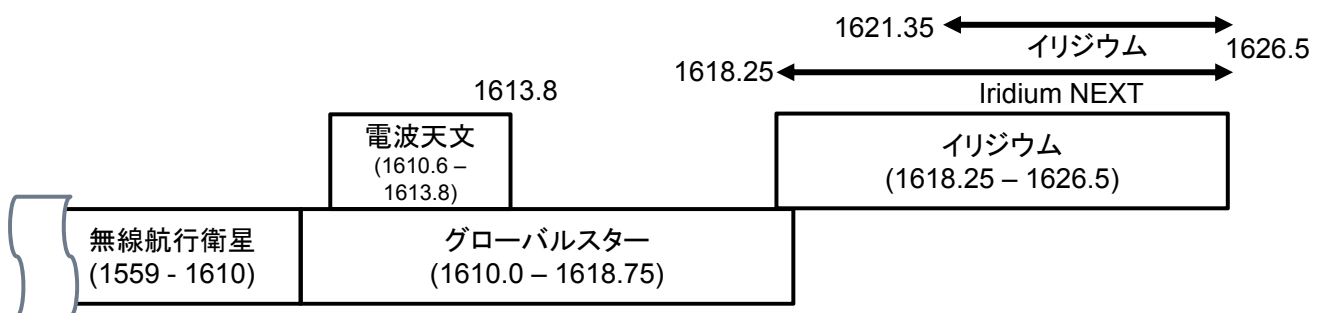 1621.35
イリジウム
1626.5
1618.25
Iridium NEXT
1613.8
電波天文
(1610.6 –
1613.8)
イリジウム
(1618.25 – 1626.5)
無線航行衛星
(1559 - 1610)
グローバルスター
(1610.0 – 1618.75)